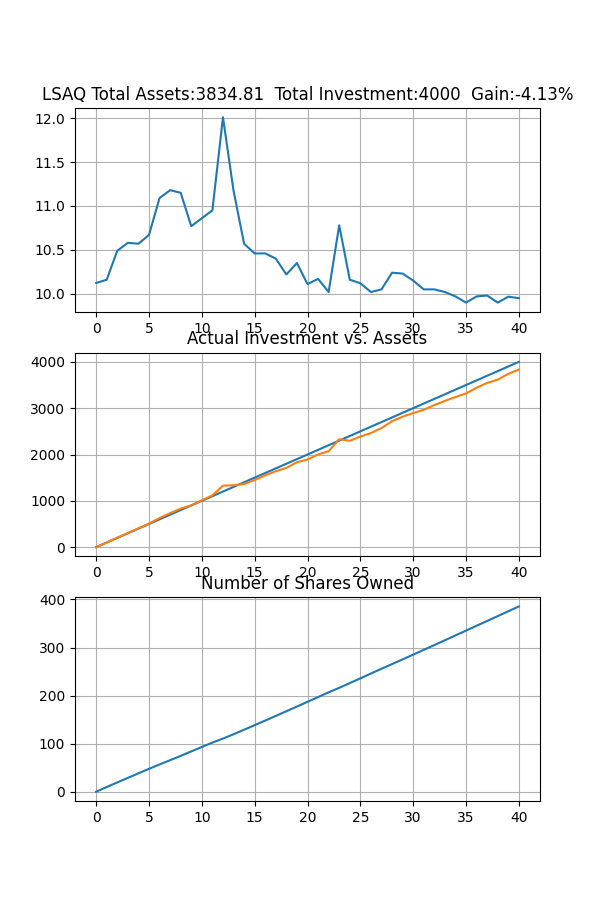 LSAQ Total Assets:3834.81  Total Investment:4000  Gain:-4.13%
12.0
11.5
11.0
10.5
10.0
0 5 10 15 20 25 30 35 40
Actual Investment vs. Assets
4000
3000
2000
1000
0
0 5 10 15 20 25 30 35 40
Number of Shares Owned
400
300
200
100
0
0 5 10 15 20 25 30 35 40